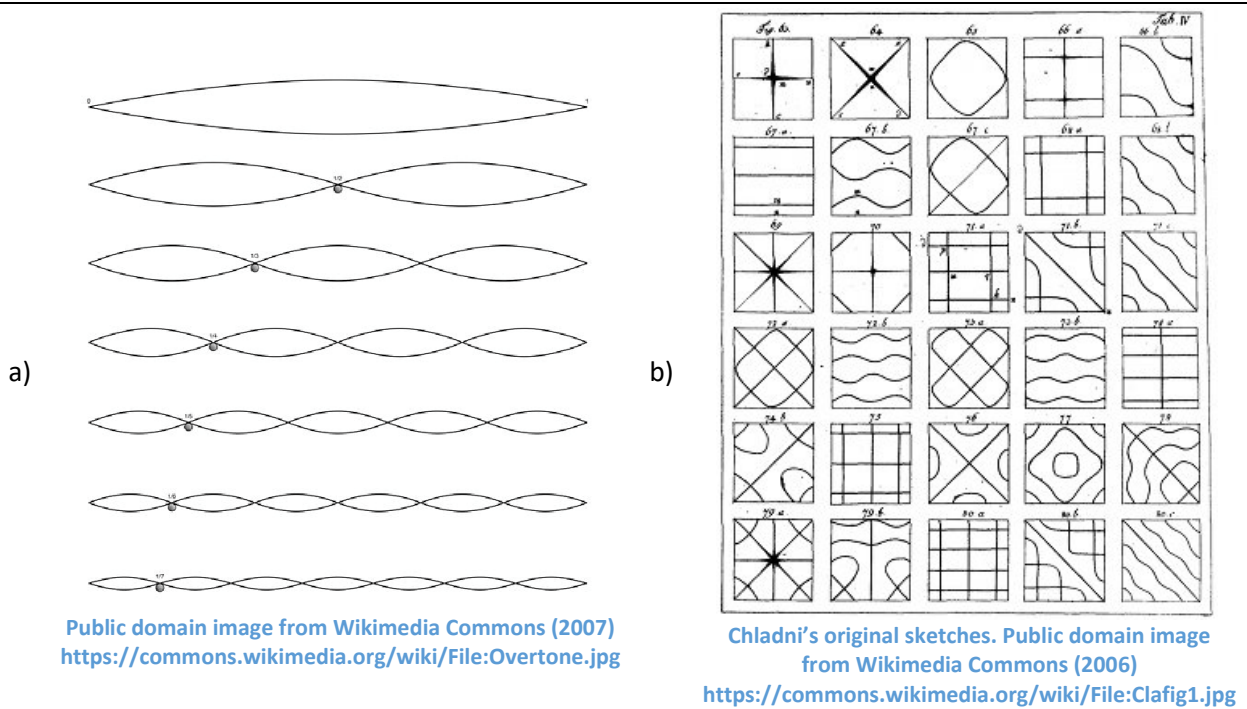 a)
0 1
1/2
1/3
1/4
1/5
1/6
1/7
Public domain image from Wikimedia Commons (2007)
https://commons.wikimedia.org/wiki/File:Overtone.jpg
b)
Tab. IV
Fig. 63. 64 65 66 a 66 b
67. a. 67. b 67. c 68 a 68. b
69 70 71. a 71. b. 71. c.
72. a 72. b 73. a 73. b 74. a
74. b 75 76 77 78
79. a. 79. b. 80. a 80. b. 80. c.
Chladni’s original sketches. Public domain image
from Wikimedia Commons (2006)
https://commons.wikimedia.org/wiki/File:Clafig1.jpg